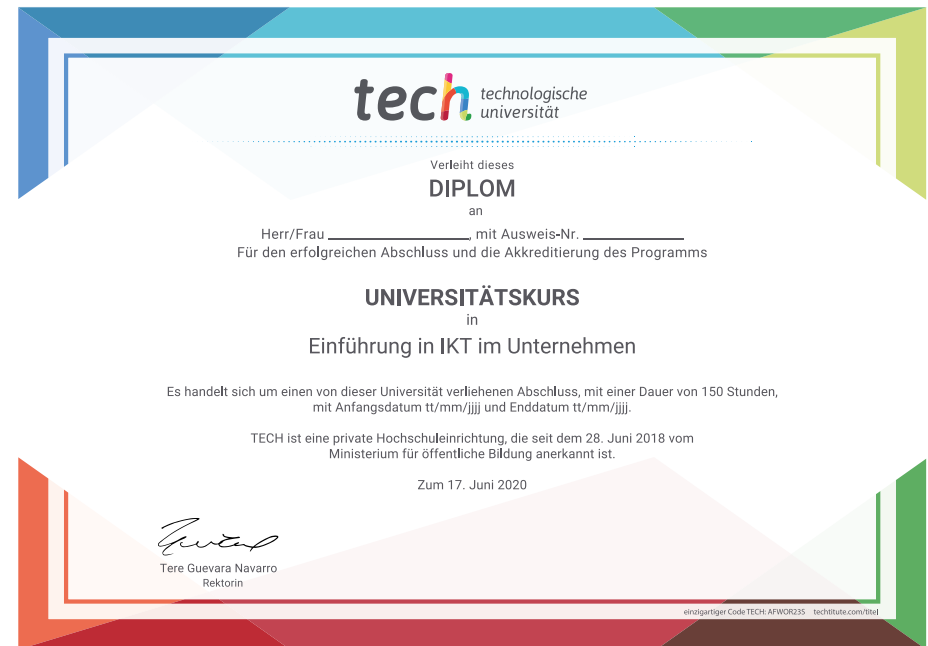 tech technologische
universität
Verleiht dieses
DIPLOM
an
Herr/Frau ________________, mit Ausweis-Nr. ____________
Für den erfolgreichen Abschluss und die Akkreditierung des Programms
UNIVERSITÄTSKURS
in
Einführung in IKT im Unternehmen
Es handelt sich um einen von dieser Universität verliehenen Abschluss, mit einer Dauer von 150 Stunden,
mit Anfangsdatum tt/mm/jjjj und Enddatum tt/mm/jjjj.
TECH ist eine private Hochschuleinrichtung, die seit dem 28. Juni 2018 vom
Ministerium für öffentliche Bildung anerkannt ist.
Zum 17. Juni 2020
Tere Guevara Navarro
Rektorin
einzigartiger Code TECH: AFWOR23S techtitute.com/titel